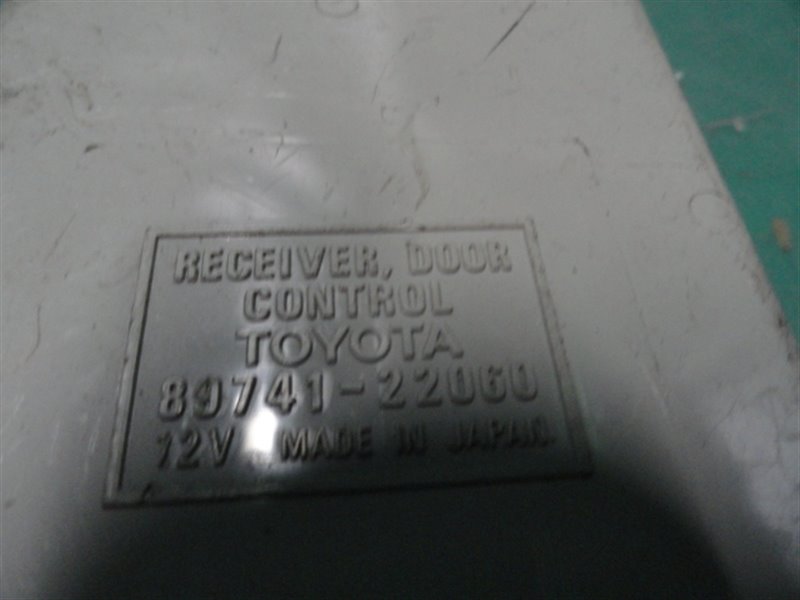 RECEIVER, DOOR
CONTROL
TOYOTA
89741-22060
12V MADE IN JAPAN.